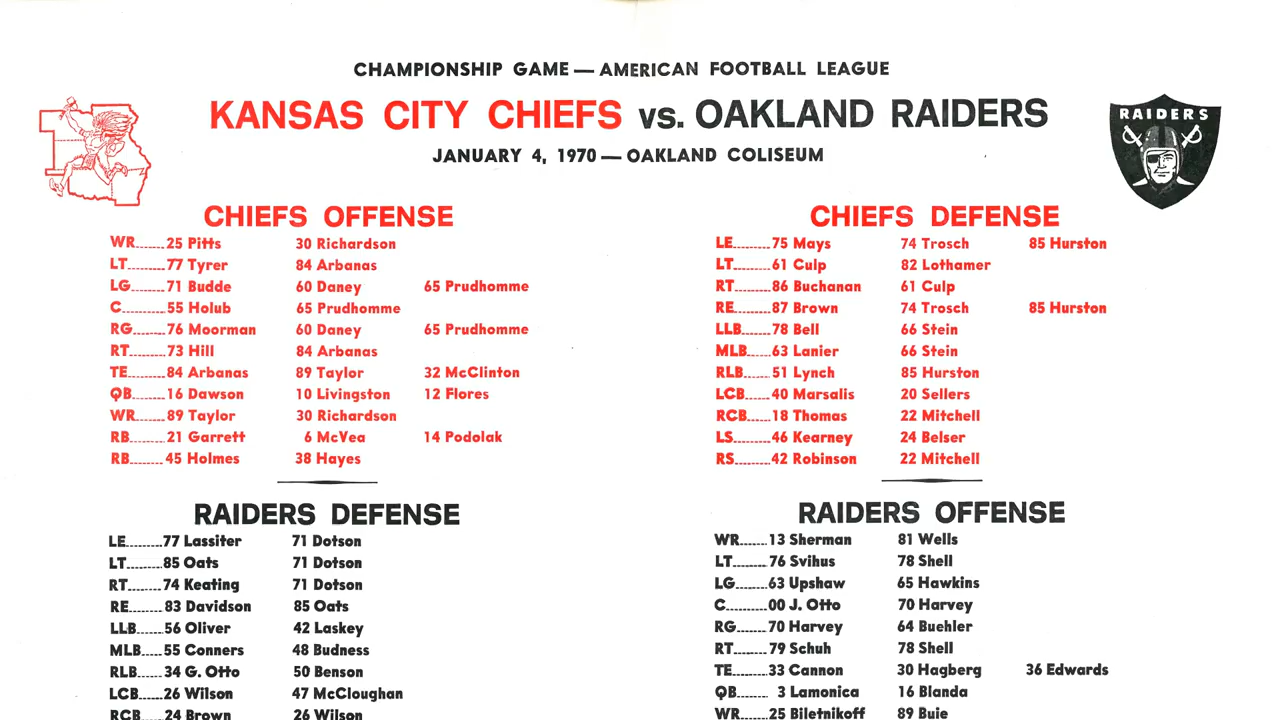 CHAMPIONSHIP GAME — AMERICAN FOOTBALL LEAGUE
KANSAS CITY CHIEFS vs. OAKLAND RAIDERS
JANUARY 4, 1970 — OAKLAND COLISEUM
RAIDERS
CHIEFS OFFENSE
WR.......25 Pitts 30 Richardson
LT........77 Tyrer 84 Arbanas
LG.......71 Budde 60 Daney 65 Prudhomme
C..........55 Holub 65 Prudhomme
RG.......76 Moorman 60 Daney 65 Prudhomme
RT........73 Hill 84 Arbanas
TE........84 Arbanas 89 Taylor 32 McClinton
QB.......16 Dawson 10 Livingston 12 Flores
WR.......89 Taylor 30 Richardson
RB........21 Garrett 6 McVea 14 Podolak
RB........45 Holmes 38 Hayes
CHIEFS DEFENSE
LE.........75 Mays 74 Trosch 85 Hurston
LT.........61 Culp 82 Lothamer
RT........86 Buchanan 61 Culp
RE........87 Brown 74 Trosch 85 Hurston
LLB.......78 Bell 66 Stein
MLB.....63 Lanier 66 Stein
RLB......51 Lynch 85 Hurston
LCB......40 Marsalis 20 Sellers
RCB......18 Thomas 22 Mitchell
LS.........46 Kearney 24 Belser
RS.........42 Robinson 22 Mitchell
RAIDERS DEFENSE
LE.........77 Lassiter 71 Dotson
LT.........85 Oats 71 Dotson
RT........74 Keating 71 Dotson
RE........83 Davidson 85 Oats
LLB.......56 Oliver 42 Laskey
MLB.....55 Conners 48 Budness
RLB......34 G. Otto 50 Benson
LCB......26 Wilson 47 McCloughan
RCB......24 Brown 26 Wilson
RAIDERS OFFENSE
WR.......13 Sherman 81 Wells
LT........76 Svihus 78 Shell
LG.......63 Upshaw 65 Hawkins
C..........00 J. Otto 70 Harvey
RG.......70 Harvey 64 Buehler
RT........79 Schuh 78 Shell
TE........33 Cannon 30 Hagberg 36 Edwards
QB....... 3 Lamonica 16 Blanda
WR.......25 Biletnikoff 89 Buie